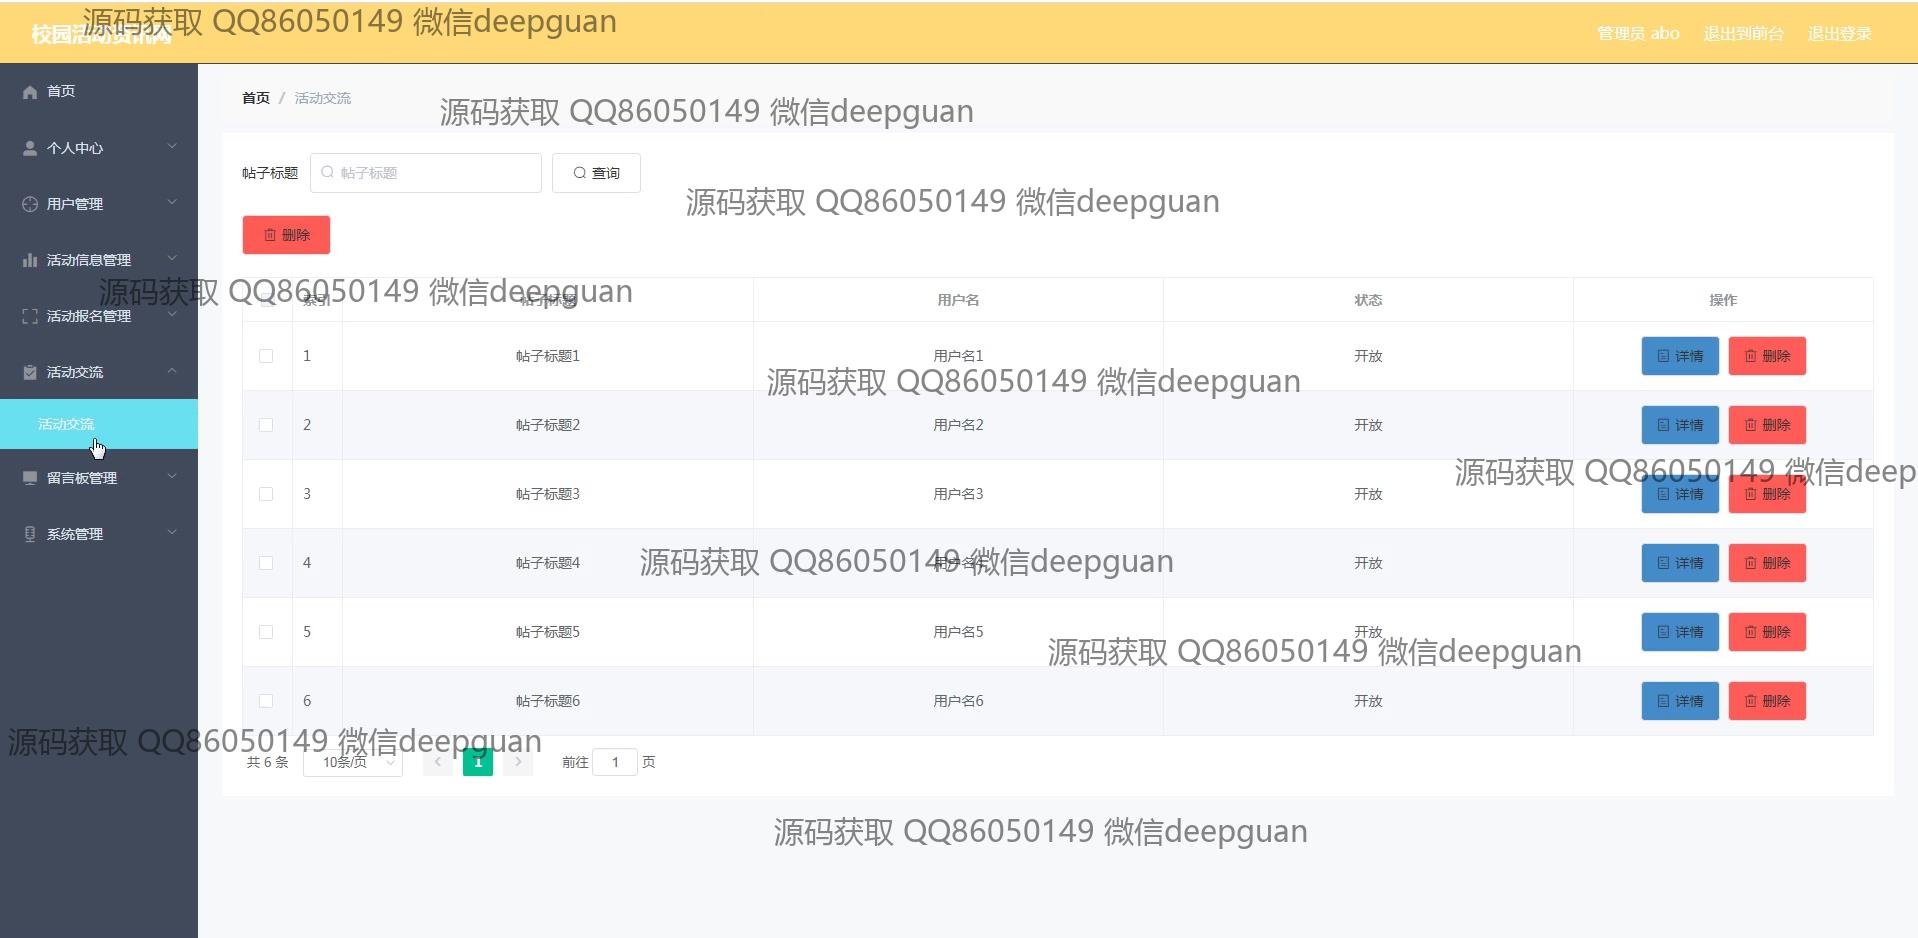 校园活动资讯网
源码获取 QQ86050149 微信deepguan
管理员 abo 退出到前台 退出登录
首页
个人中心
用户管理
活动信息管理
活动报名管理
活动交流
活动交流
留言板管理
系统管理
首页 / 活动交流
源码获取 QQ86050149 微信deepguan
帖子标题 帖子标题 查询
源码获取 QQ86050149 微信deepguan
删除
源码获取 QQ86050149 微信deepguan
索引 帖子标题 用户名 状态 操作
1 帖子标题1 用户名1 开放 详情 删除
源码获取 QQ86050149 微信deepguan
2 帖子标题2 用户名2 开放 详情 删除
源码获取 QQ86050149 微信deep
3 帖子标题3 用户名3 开放 详情 删除
源码获取 QQ86050149 微信deepguan
4 帖子标题4 用户名4 开放 详情 删除
5 帖子标题5 用户名5 开放 详情 删除
源码获取 QQ86050149 微信deepguan
6 帖子标题6 用户名6 开放 详情 删除
源码获取 QQ86050149 微信deepguan
共 6 条 10条/页 1 前往 1 页
源码获取 QQ86050149 微信deepguan